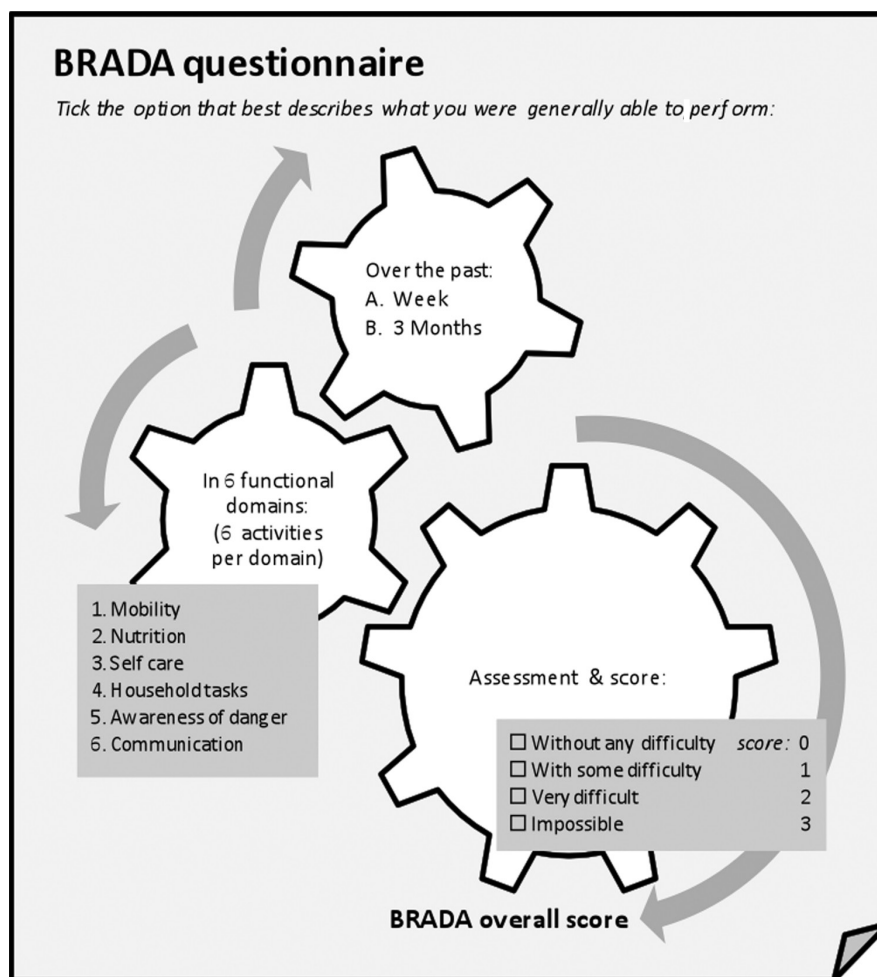 BRADA questionnaire
Tick the option that best describes what you were generally able to perform:
Over the past:
A. Week
B. 3 Months
In 6 functional
domains:
(6 activities
per domain)
1. Mobility
2. Nutrition
3. Self care
4. Household tasks
5. Awareness of danger
6. Communication
Assessment & score:
☐ Without any difficulty score: 0
☐ With some difficulty 1
☐ Very difficult 2
☐ Impossible 3
BRADA overall score